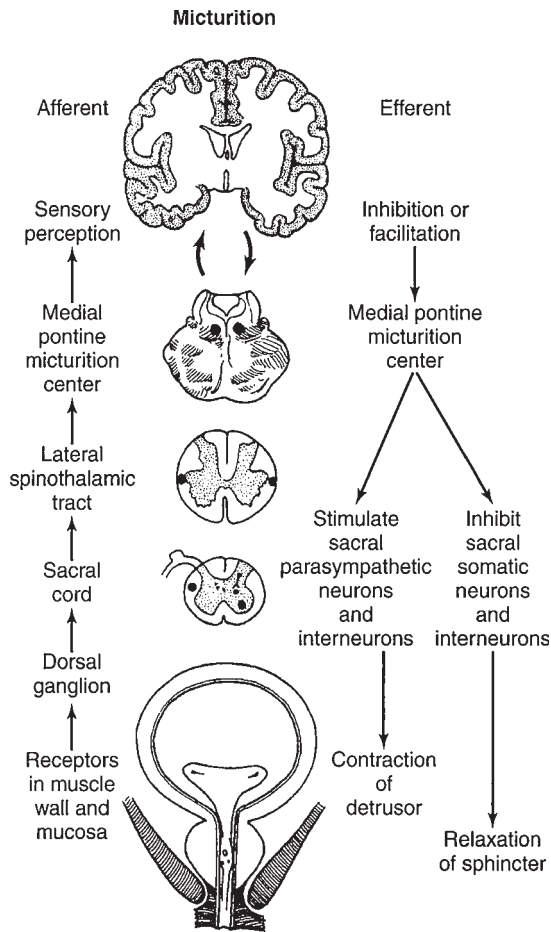 Micturition
Afferent
Efferent
Sensory
perception
Medial
pontine
micturition
center
Lateral
spinothalamic
tract
Sacral
cord
Dorsal
ganglion
Receptors
in muscle
wall and
mucosa
Inhibition or
facilitation
Medial pontine
micturition
center
Stimulate
sacral
parasympathetic
neurons
and
interneurons
Inhibit
sacral
somatic
neurons
and
interneurons
Contraction
of
detrusor
Relaxation
of sphincter